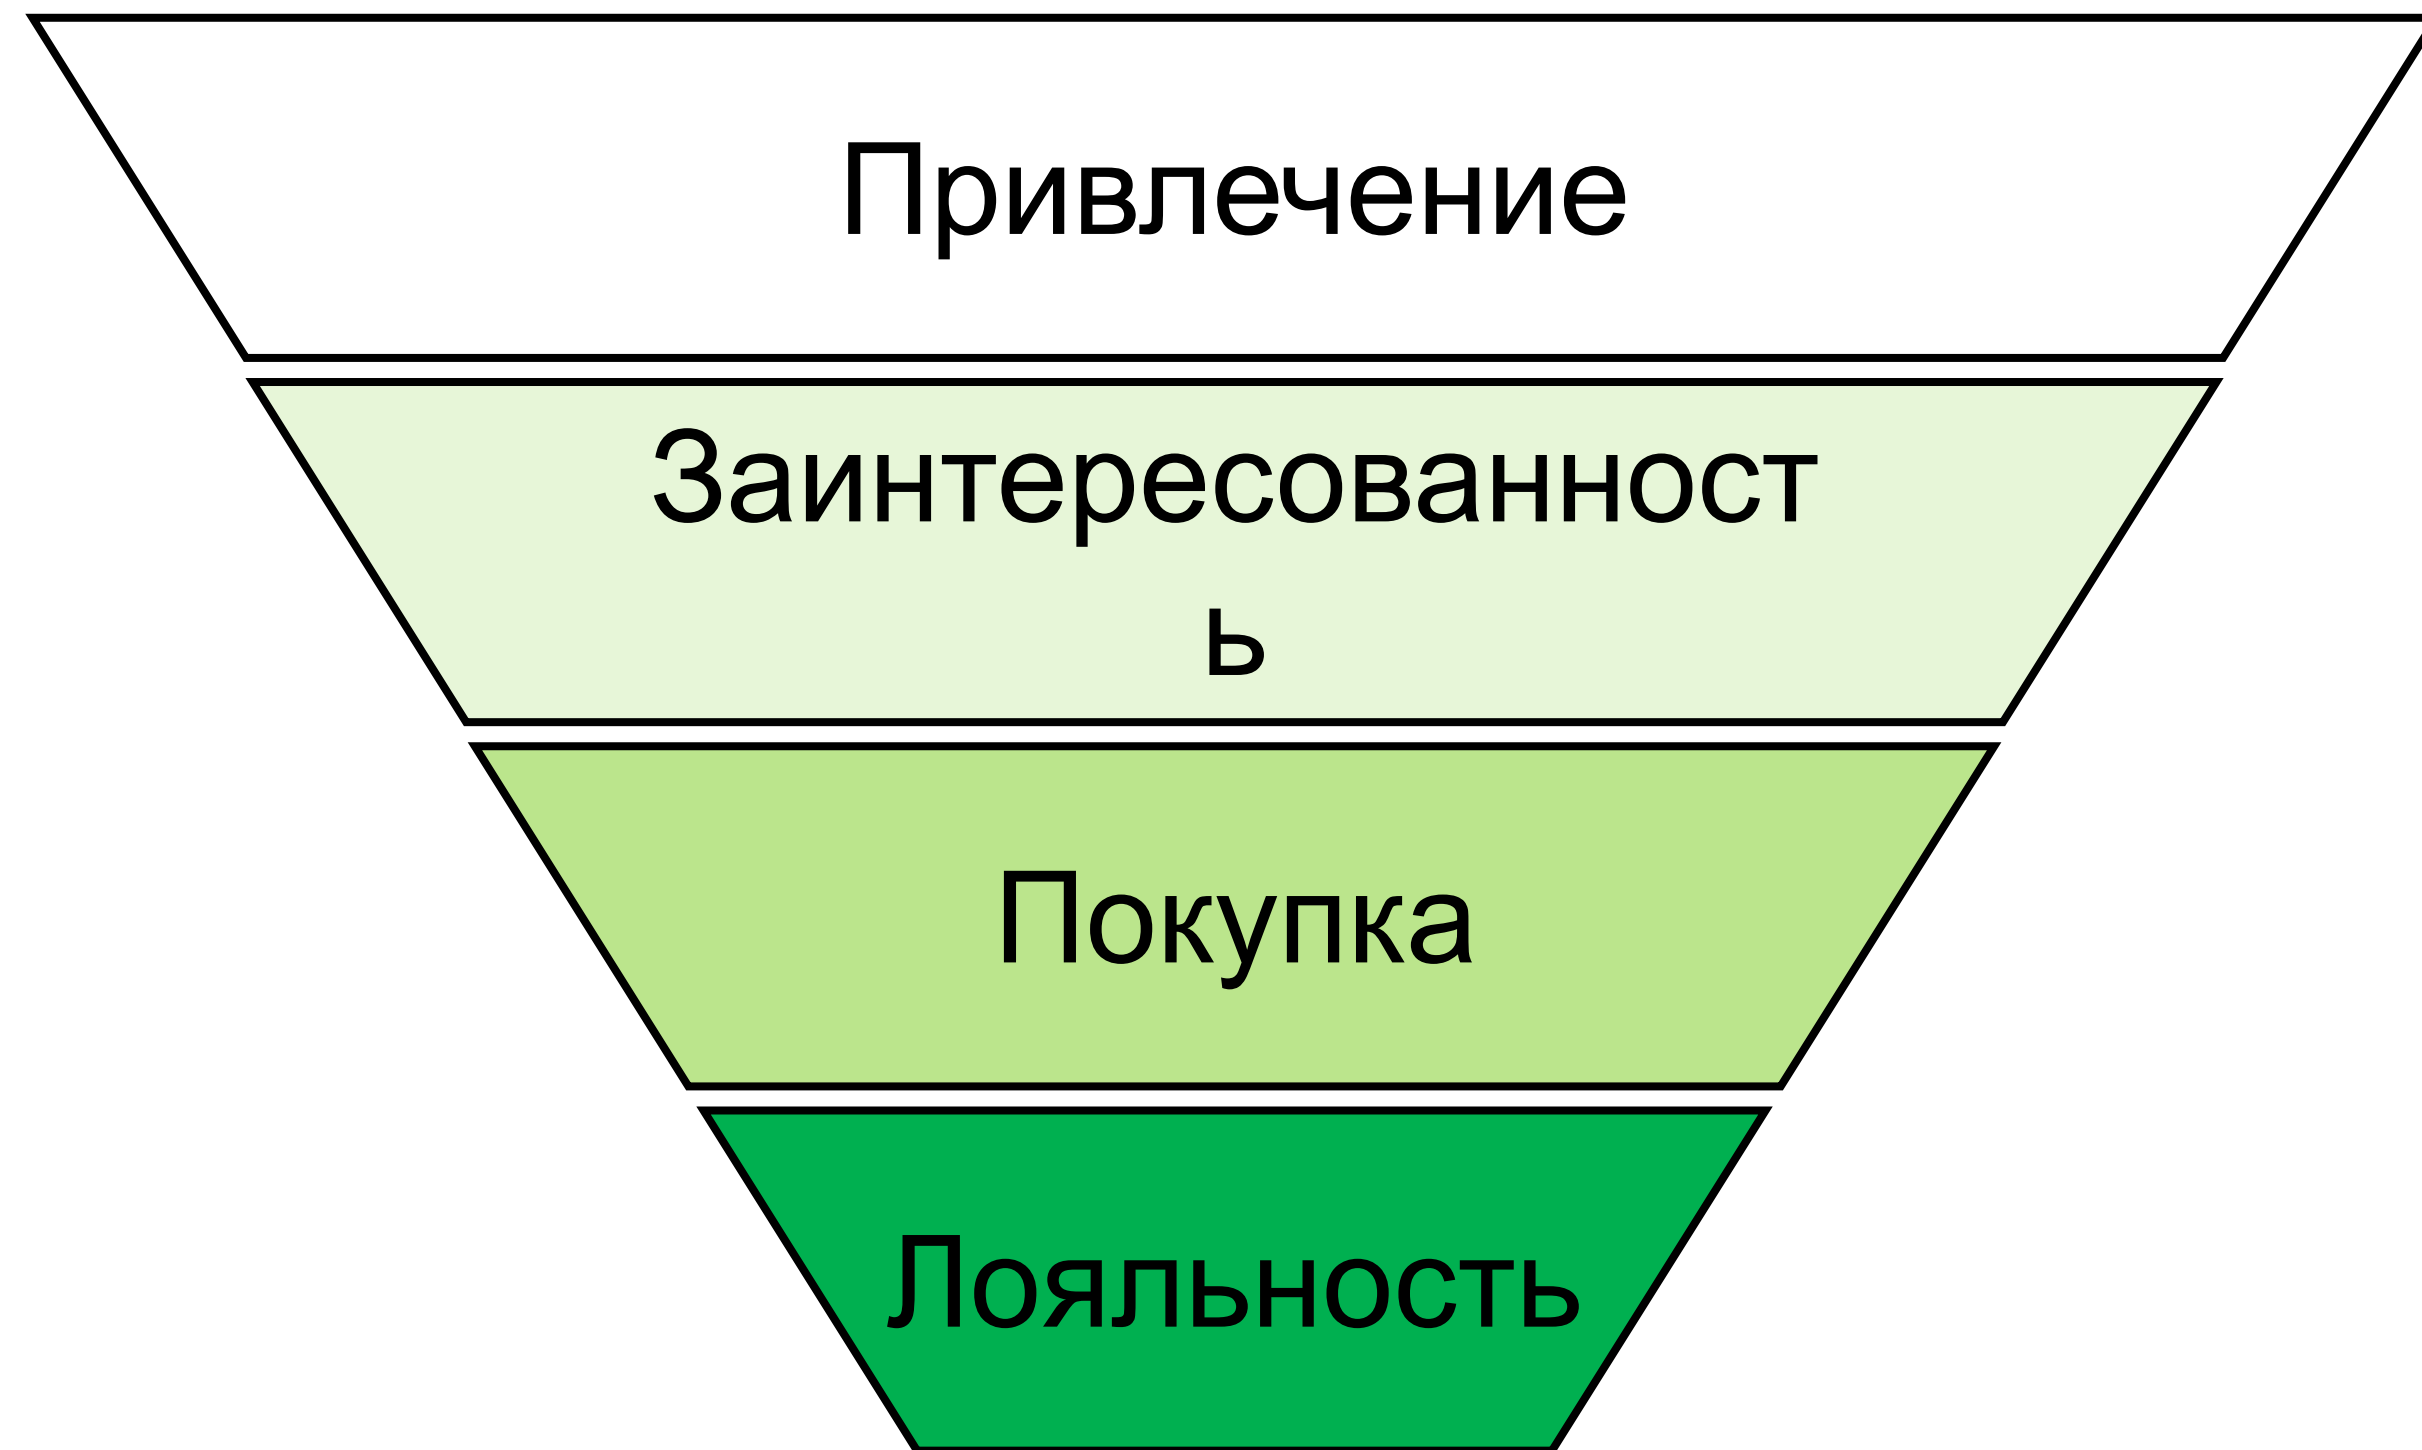 Привлечение
Заинтересованност
ь
Покупка
Лояльность